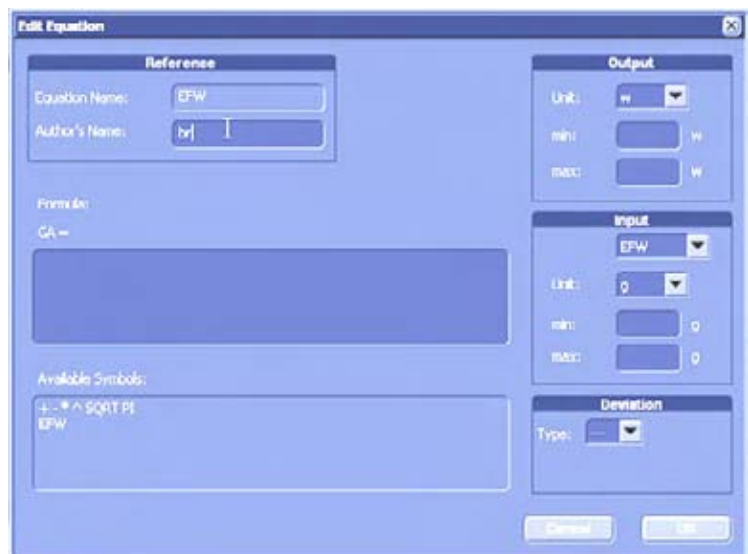 Edit Equation
Reference
Equation Name: EFW
Author's Name: hr
Formula:
GA =
Available Symbols:
+ - * ^ SQRT PI
EFW
Output
Unit: w
min: w
max: w
Input
EFW
Unit: g
min: g
max: g
Deviation
Type: ---
Cancel OK